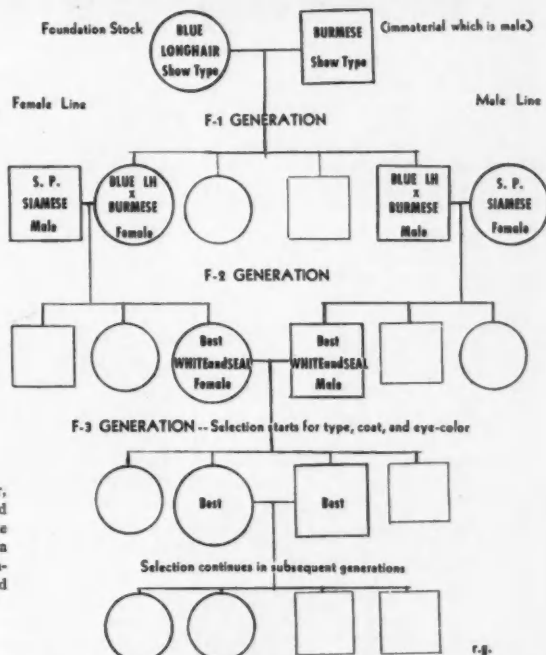 Foundation Stock
BLUE
LONGHAIR
Show Type
BURMESE
Show Type
(immaterial which is male)
Female Line
Male Line
F-1 GENERATION
S. P.
SIAMESE
Male
BLUE LH
x
BURMESE
Female
BLUE LH
x
BURMESE
Male
S. P.
SIAMESE
Female
F-2 GENERATION
Best
WHITEandSEAL
Female
Best
WHITEandSEAL
Male
F-3 GENERATION -- Selection starts for type, coat, and eye-color
Best
Best
Selection continues in subsequent generations
r.g.